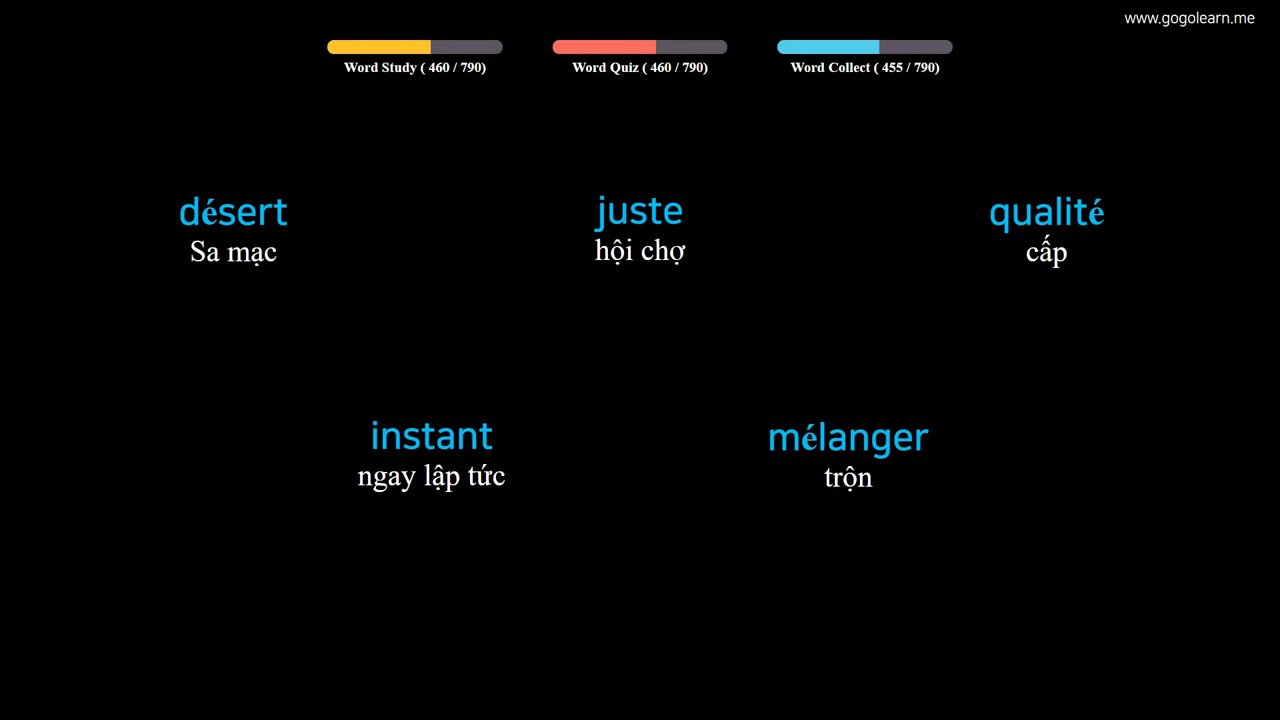 www.gogolearn.me
Word Study ( 460 / 790)
Word Quiz ( 460 / 790)
Word Collect ( 455 / 790)
désert
Sa mạc
juste
hội chợ
qualité
cấp
instant
ngay lập tức
mélanger
trộn